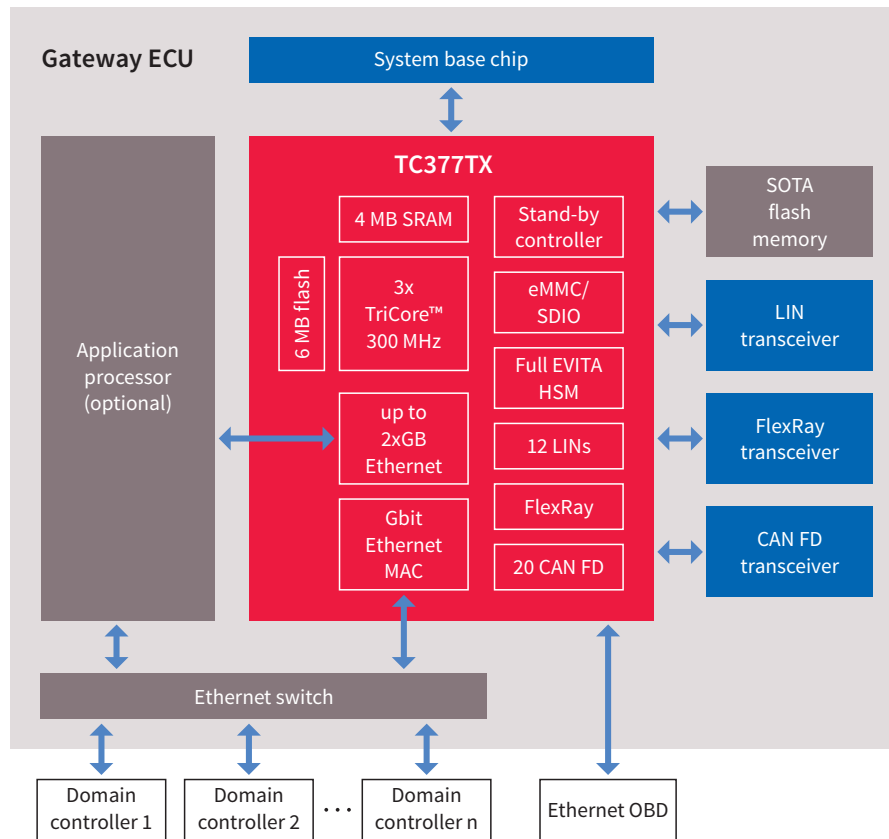 Gateway ECU
System base chip
TC377TX
4 MB SRAM
6 MB flash
3x
TriCore™
300 MHz
up to
2xGB
Ethernet
Gbit
Ethernet
MAC
Stand-by
controller
eMMC/
SDIO
Full EVITA
HSM
12 LINs
FlexRay
20 CAN FD
Application
processor
(optional)
SOTA
flash
memory
LIN
transceiver
FlexRay
transceiver
CAN FD
transceiver
Ethernet switch
Domain
controller 1
Domain
controller 2
...
Domain
controller n
Ethernet OBD